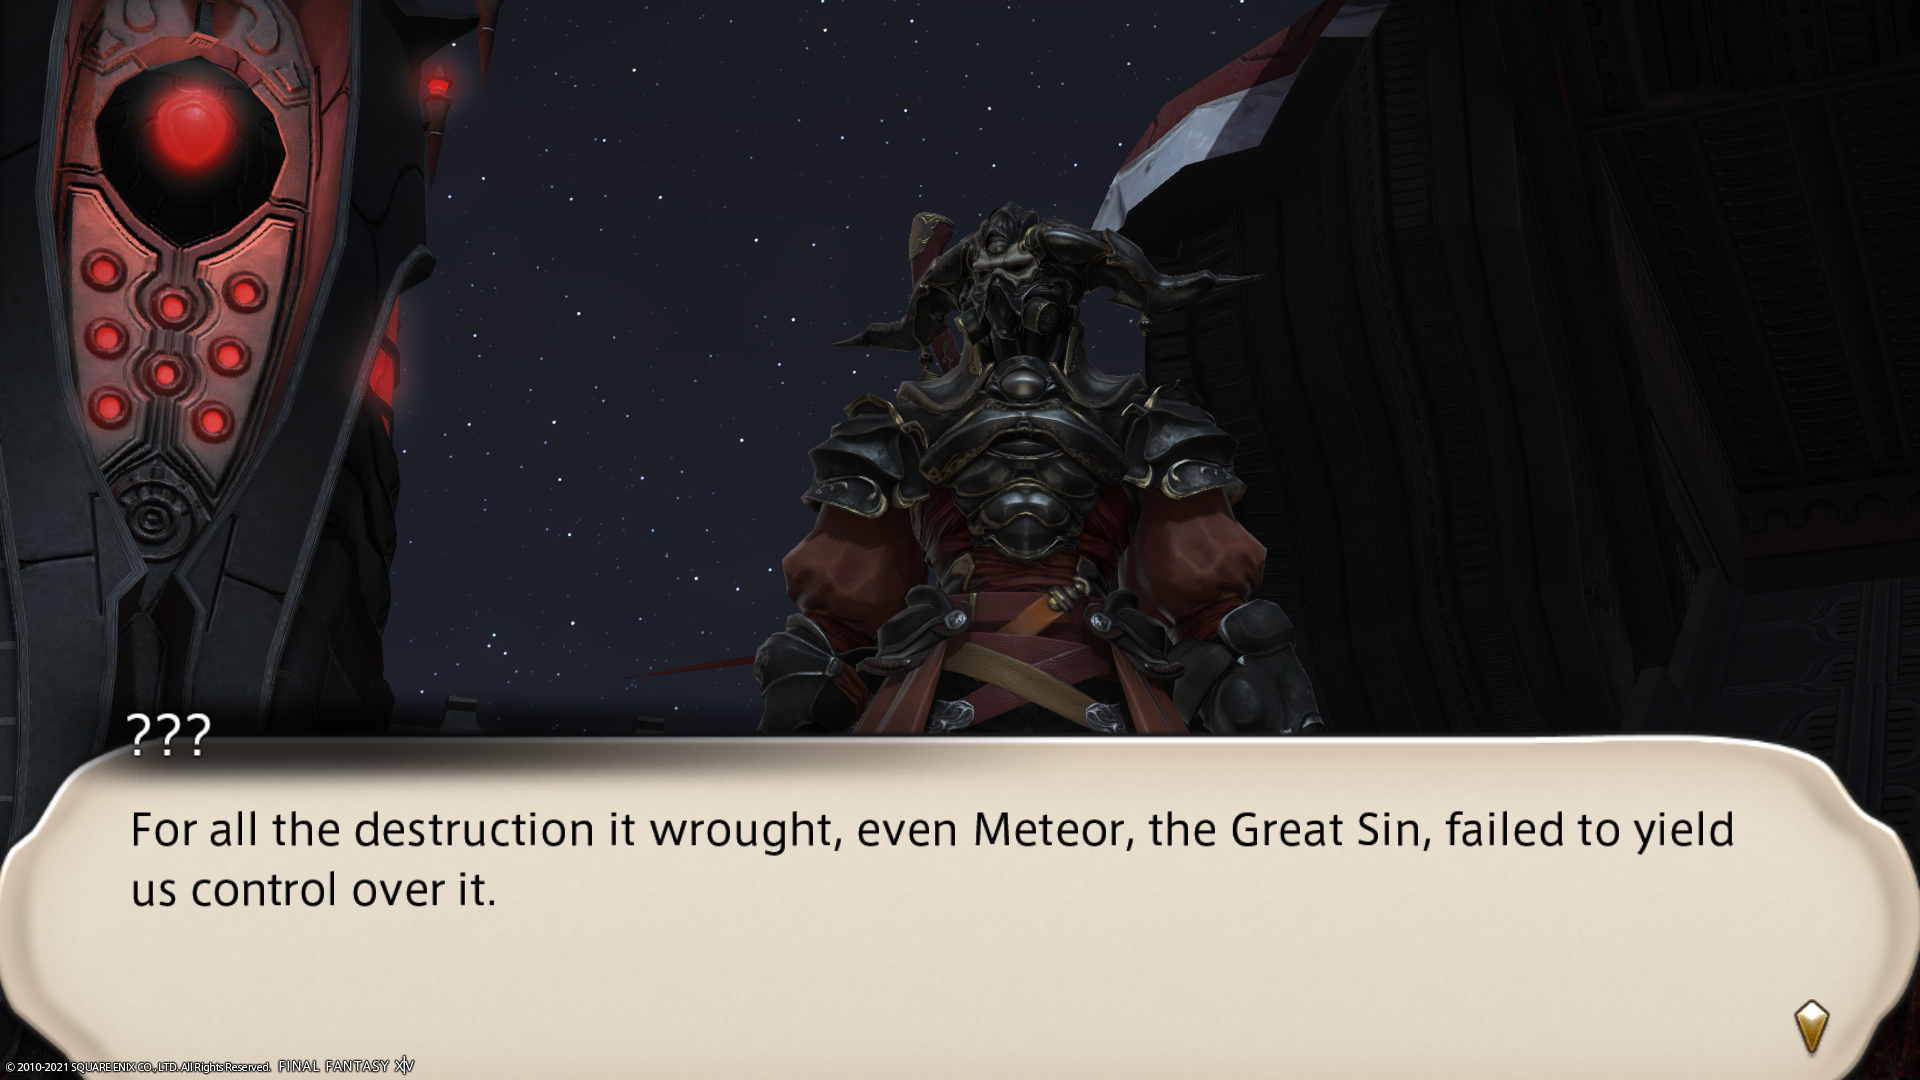 ???
For all the destruction it wrought, even Meteor, the Great Sin, failed to yield
us control over it.
© 2010-2021 SQUARE ENIX CO., LTD. All Rights Reserved. FINAL FANTASY XIV